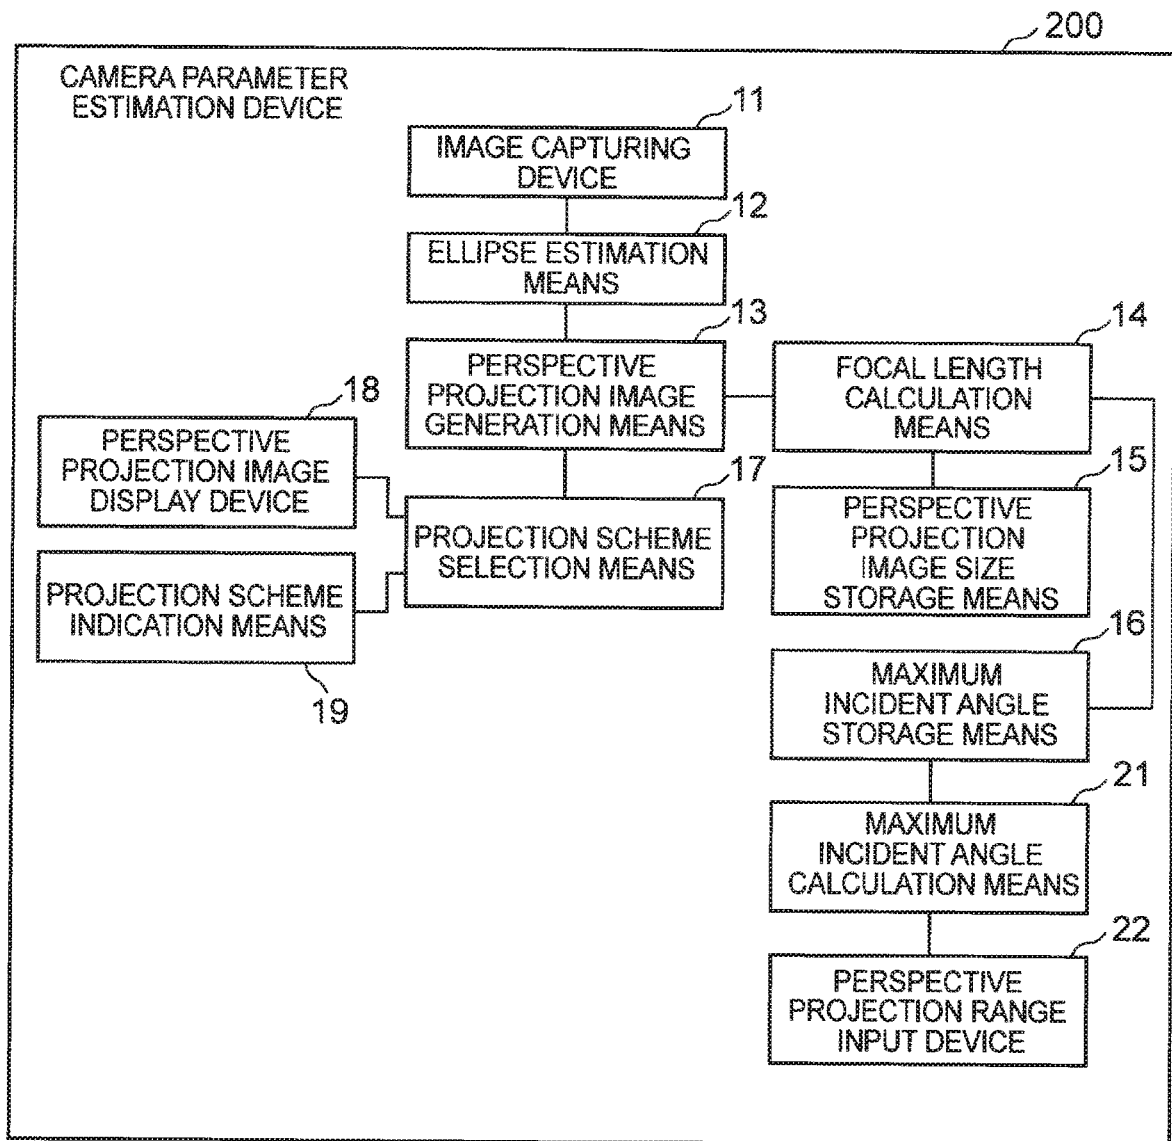 200
CAMERA PARAMETER
ESTIMATION DEVICE
11
IMAGE CAPTURING
DEVICE
12
ELLIPSE ESTIMATION
MEANS
13
PERSPECTIVE
PROJECTION IMAGE
GENERATION MEANS
14
FOCAL LENGTH
CALCULATION
MEANS
18
PERSPECTIVE
PROJECTION IMAGE
DISPLAY DEVICE
17
PROJECTION SCHEME
SELECTION MEANS
15
PERSPECTIVE
PROJECTION
IMAGE SIZE
STORAGE MEANS
PROJECTION SCHEME
INDICATION MEANS
19
16
MAXIMUM
INCIDENT ANGLE
STORAGE MEANS
21
MAXIMUM
INCIDENT ANGLE
CALCULATION MEANS
22
PERSPECTIVE
PROJECTION RANGE
INPUT DEVICE